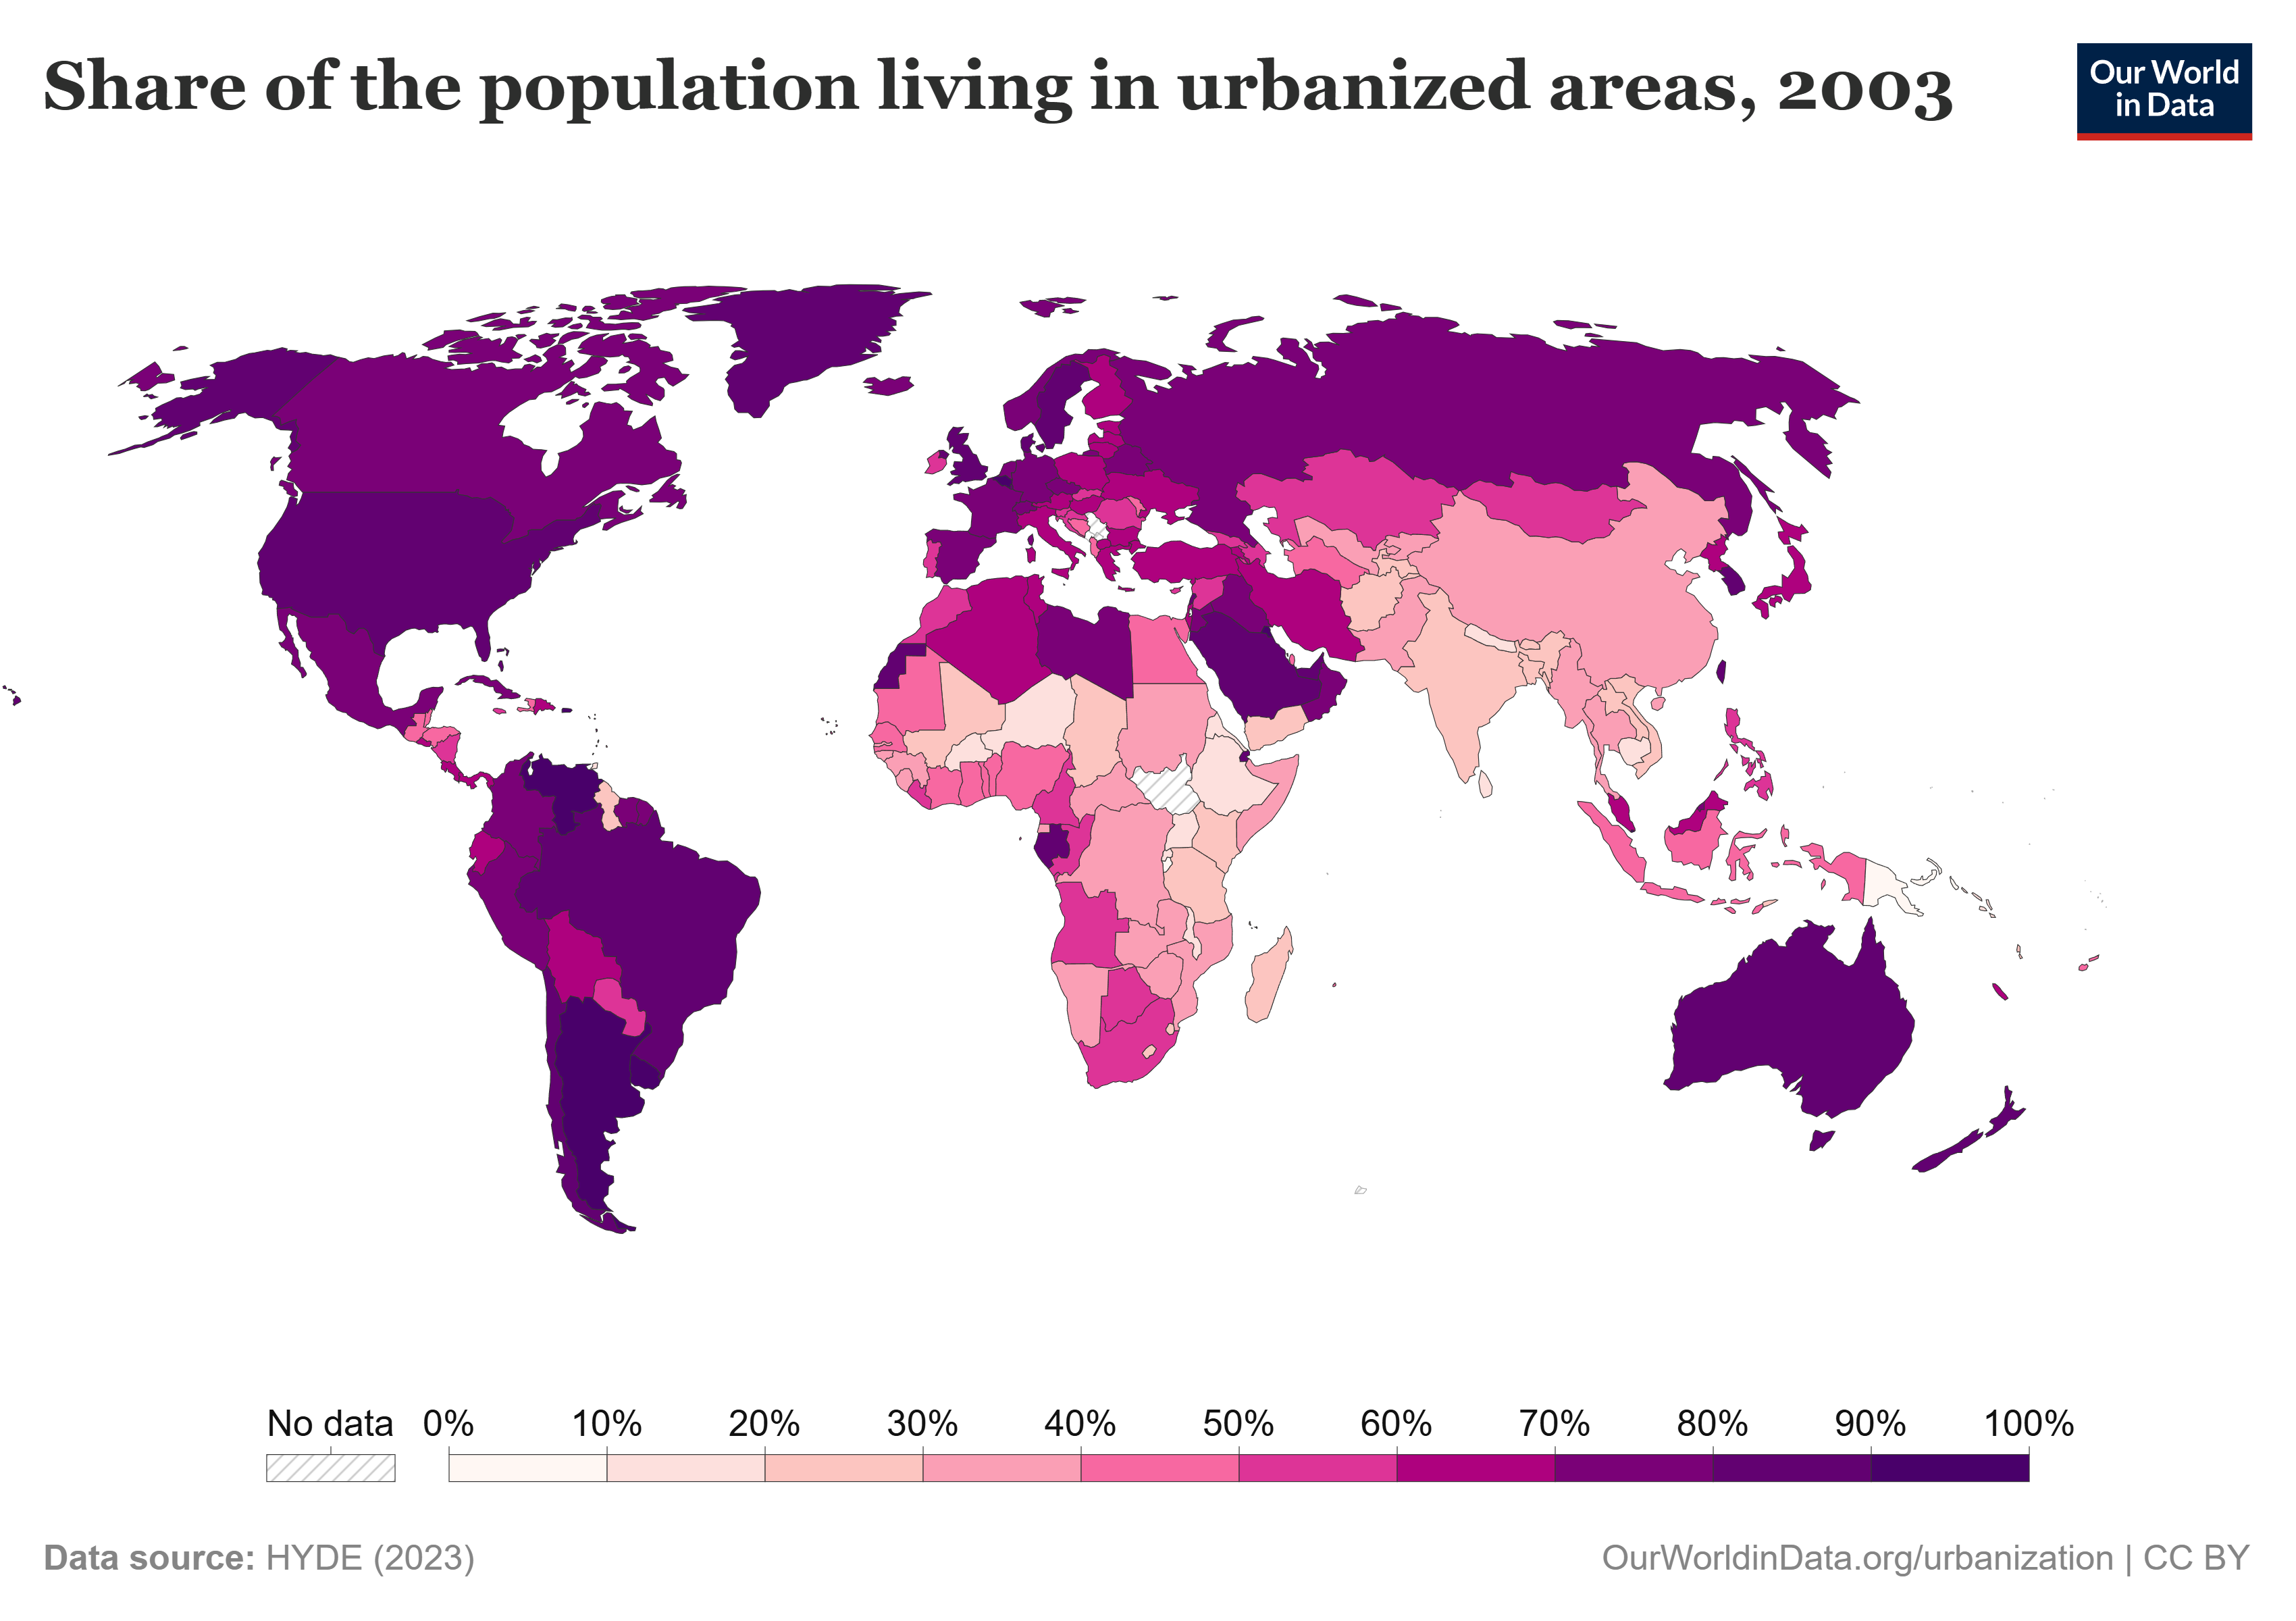 Share of the population living in urbanized areas, 2003
Our World
in Data
No data 0% 10% 20% 30% 40% 50% 60% 70% 80% 90% 100%
Data source: HYDE (2023)
OurWorldinData.org/urbanization | CC BY